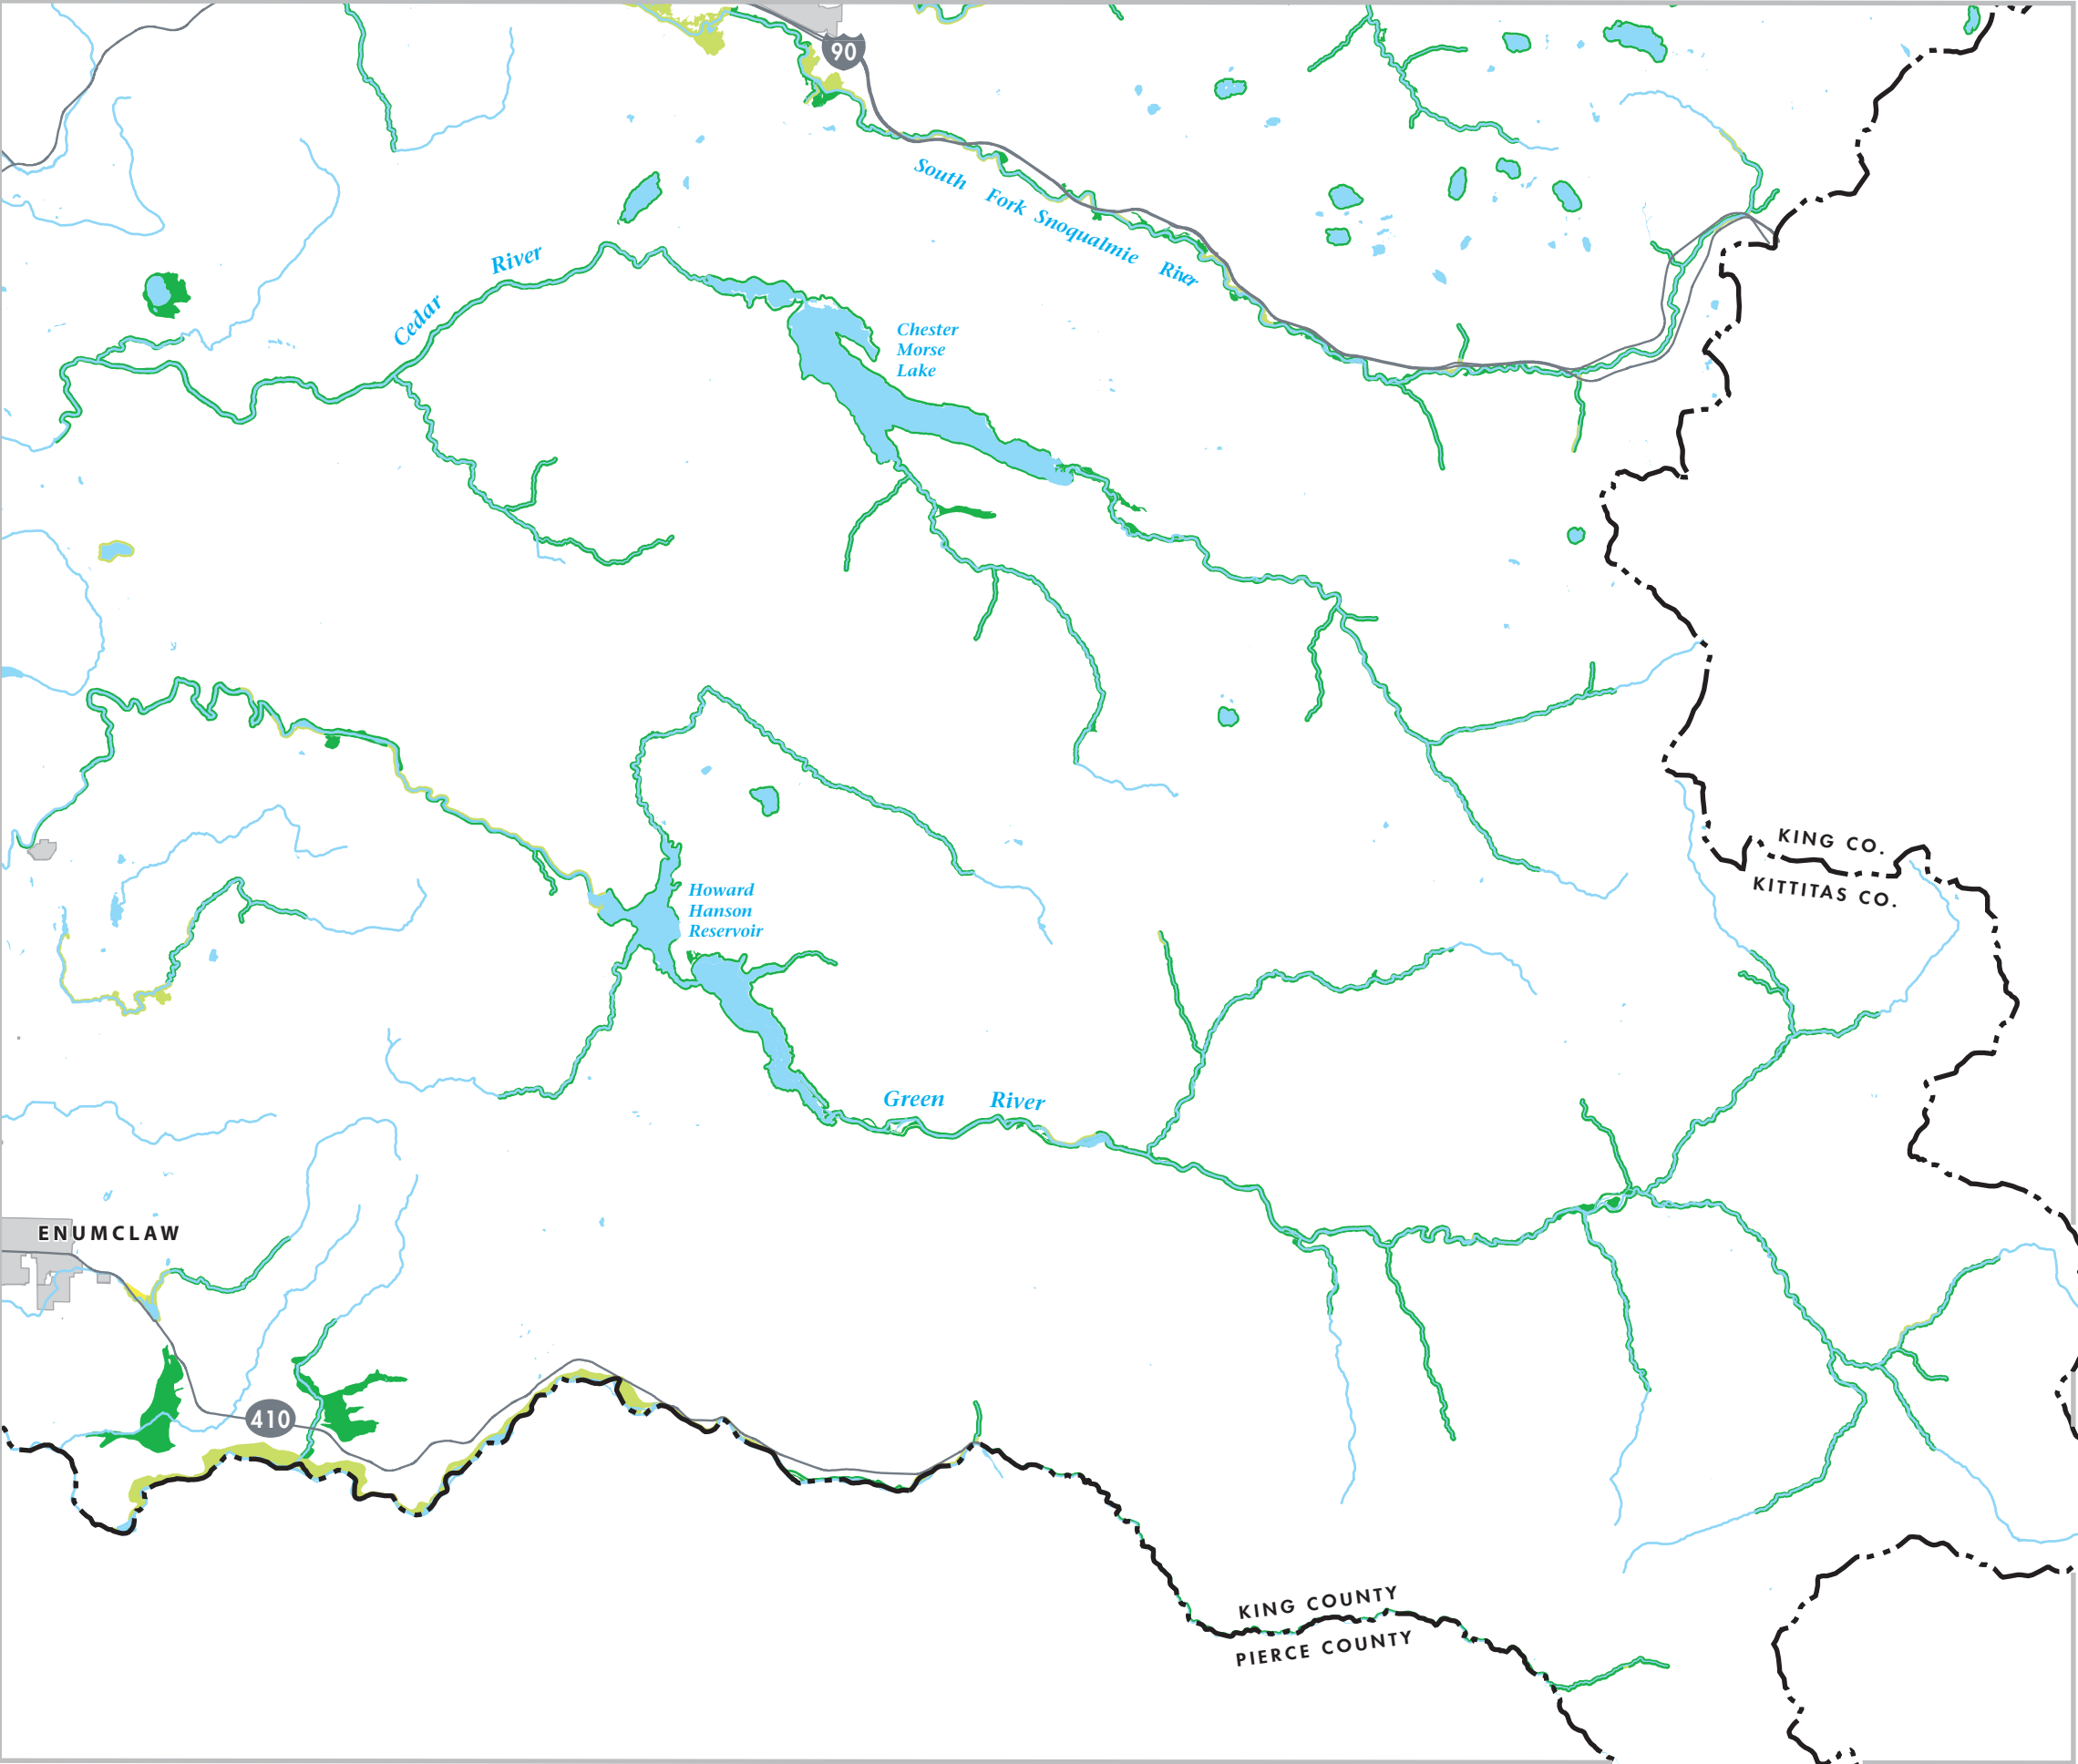 90
South Fork Snoqualmie River
Cedar River
Chester
Morse
Lake
KING CO.
KITTITAS CO.
Howard
Hanson
Reservoir
Green River
ENUMCLAW
410
KING COUNTY
PIERCE COUNTY